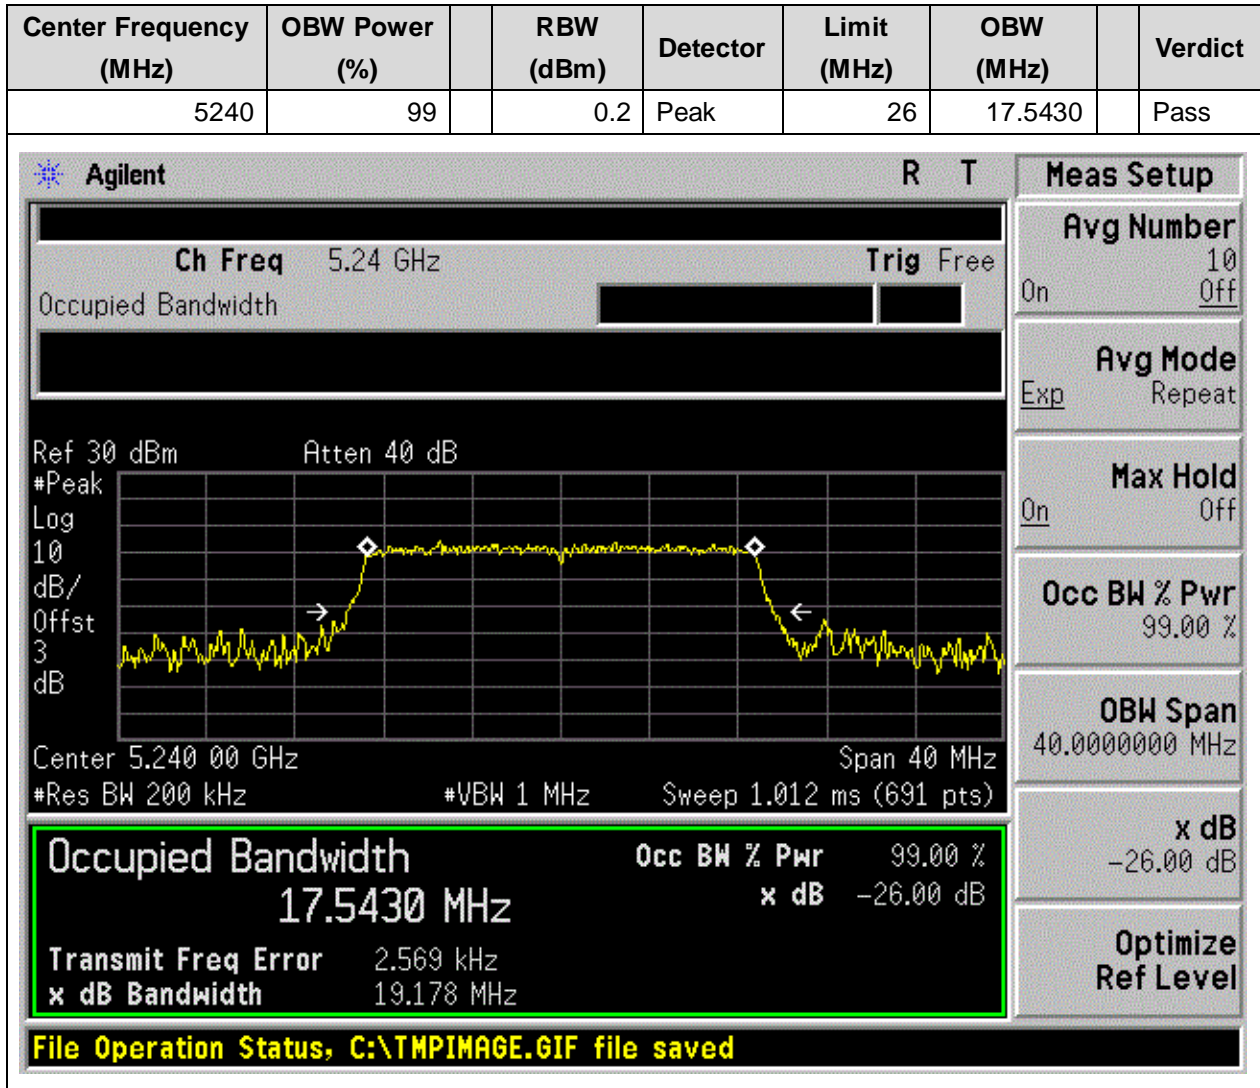 Center Frequency (MHz) OBW Power (%) RBW (dBm) Detector Limit (MHz) OBW (MHz) Verdict
5240 99 0.2 Peak 26 17.5430 Pass
Agilent R T
Ch Freq 5.24 GHz Trig Free
Occupied Bandwidth
Ref 30 dBm Atten 40 dB
#Peak
Log
10
dB/
Offst
3
dB
Center 5.240 00 GHz Span 40 MHz
#Res BW 200 kHz #VBW 1 MHz Sweep 1.012 ms (691 pts)
Occupied Bandwidth
17.5430 MHz
Occ BW % Pwr 99.00 %
x dB -26.00 dB
Transmit Freq Error 2.569 kHz
x dB Bandwidth 19.178 MHz
File Operation Status, C:\TMPIMAGE.GIF file saved
Meas Setup
Avg Number
10
On Off
Avg Mode
Exp Repeat
Max Hold
On Off
Occ BW % Pwr
99.00 %
OBW Span
40.0000000 MHz
x dB
-26.00 dB
Optimize
Ref Level